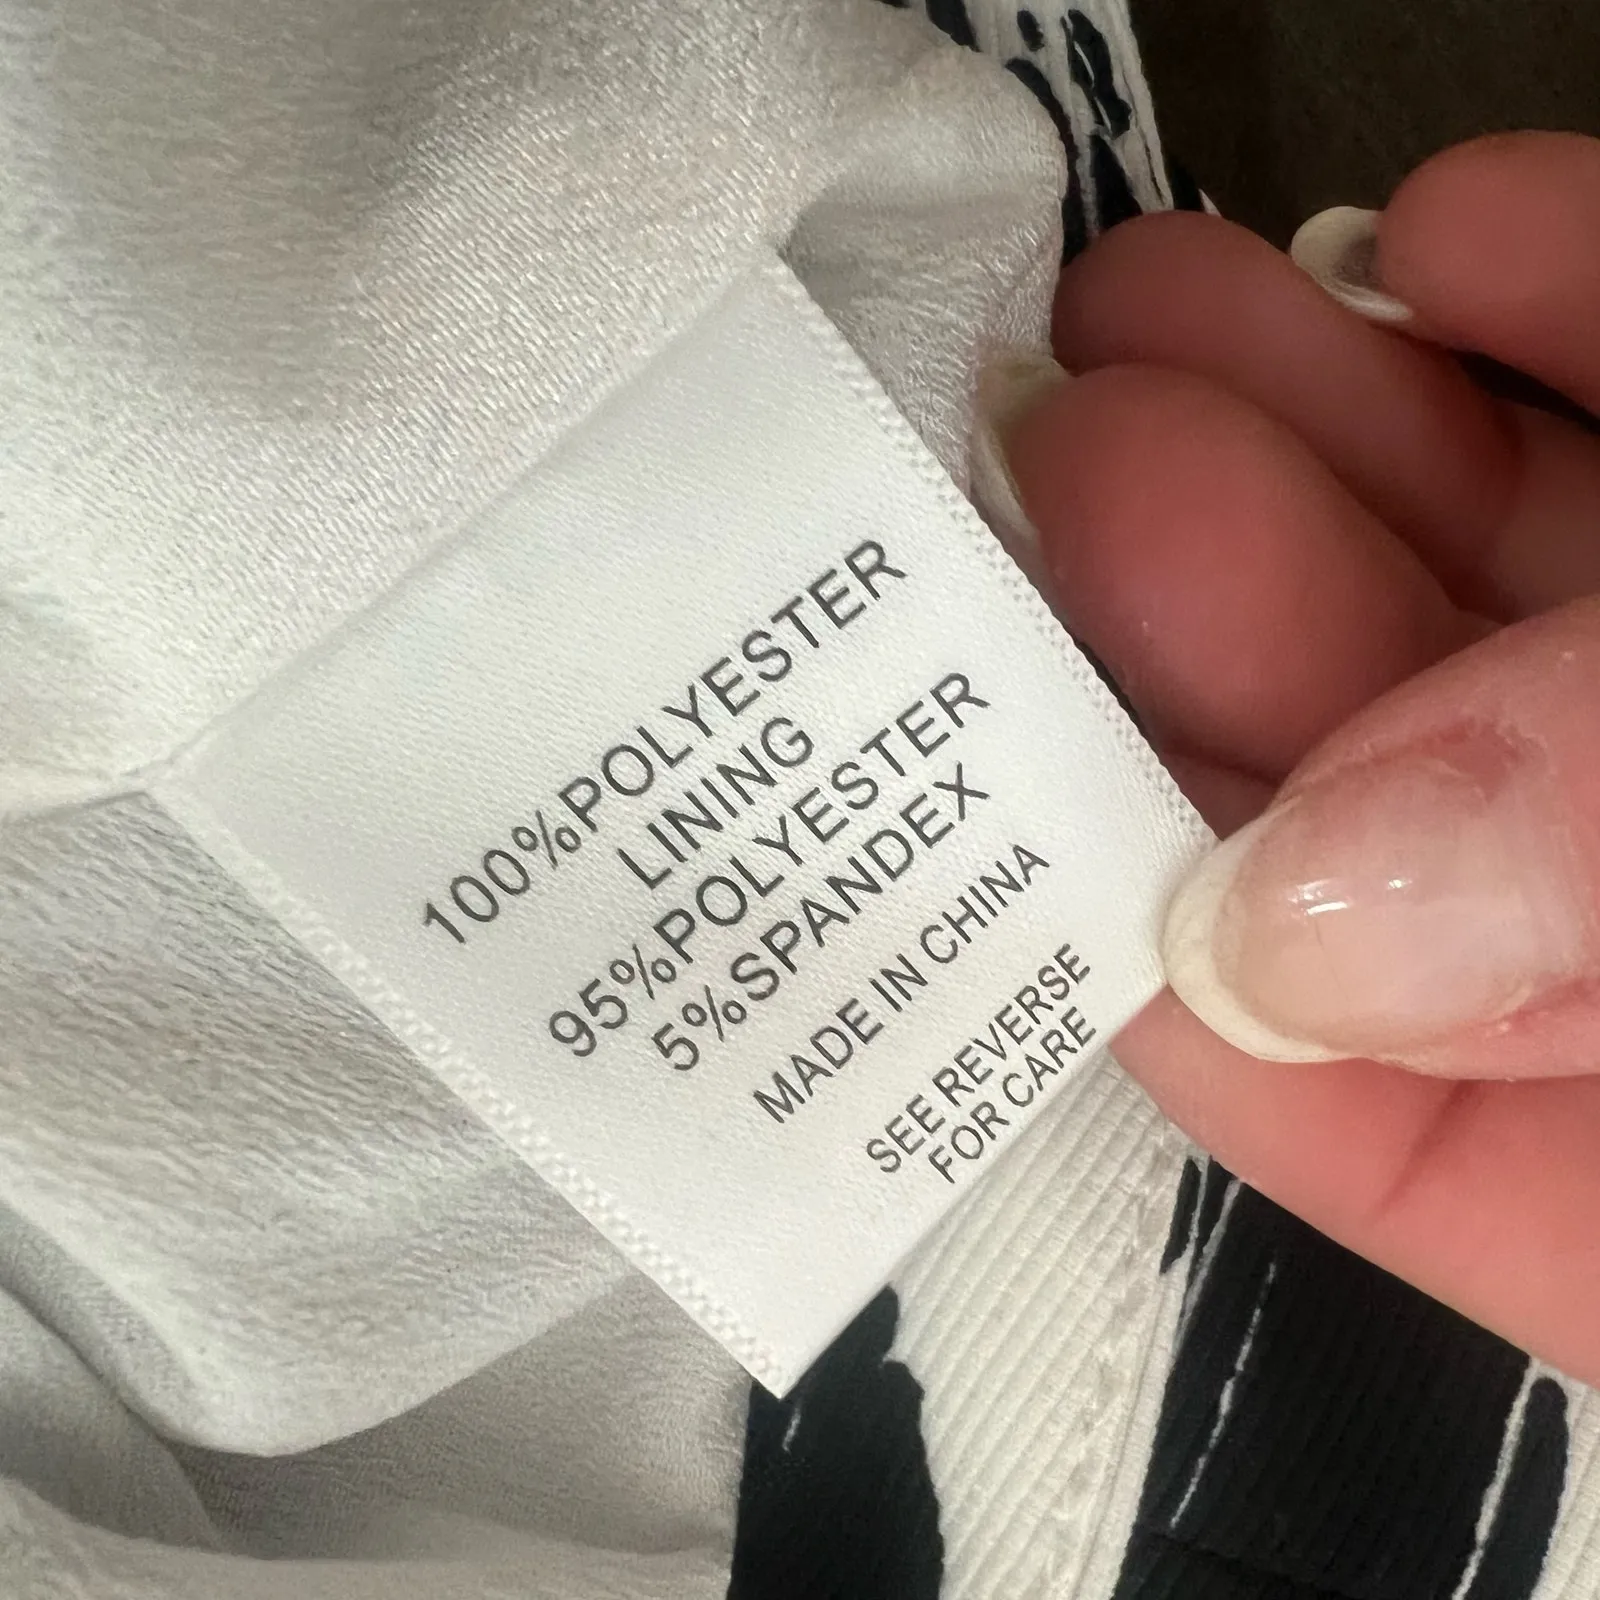 100%POLYESTER
LINING
95%POLYESTER
5%SPANDEX
MADE IN CHINA
SEE REVERSE
FOR CARE